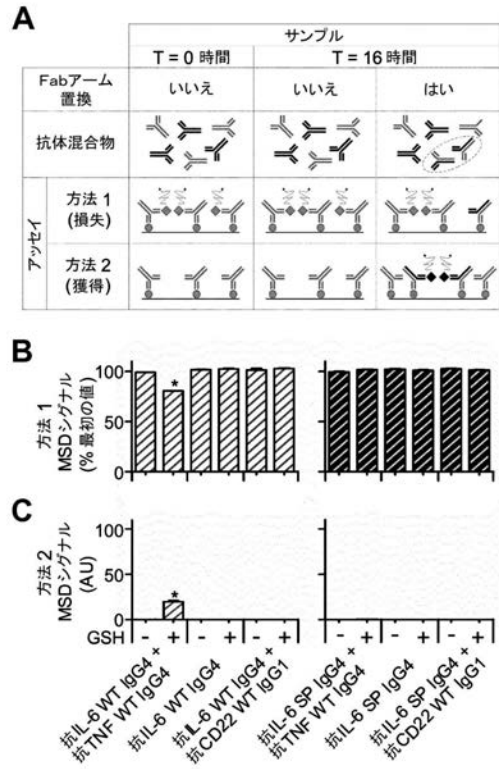 A
サンプル
T = 0 時間
T = 16 時間
Fabアーム
置換
いいえ
いいえ
はい
抗体混合物
アッセイ
方法 1
(損失)
方法 2
(獲得)
B
方法 1
MSDシグナル
(% 最初の値)
100
50
0
*
C
方法 2
MSDシグナル
(AU)
100
50
0
*
GSH
- + - + - +
- + - + - +
抗IL-6 WT IgG4 +
抗TNF WT IgG4
抗IL-6 WT IgG4
抗IL-6 WT IgG4 +
抗CD22 WT IgG1
抗IL-6 SP IgG4 +
抗TNF WT IgG4
抗IL-6 SP IgG4
抗IL-6 SP IgG4 +
抗CD22 WT IgG1